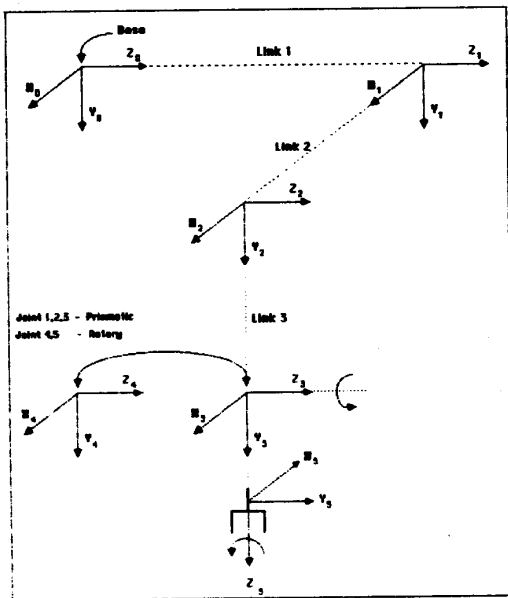 Base
Z0
Link 1
Z1
X0
Y0
X1
Y1
Link 2
Z2
X2
Y2
Joint 1,2,3 - Prismatic
Joint 4,5 - Rotary
Link 3
Z4
Z3
X4
X3
Y4
Y3
X5
Y5
Z5